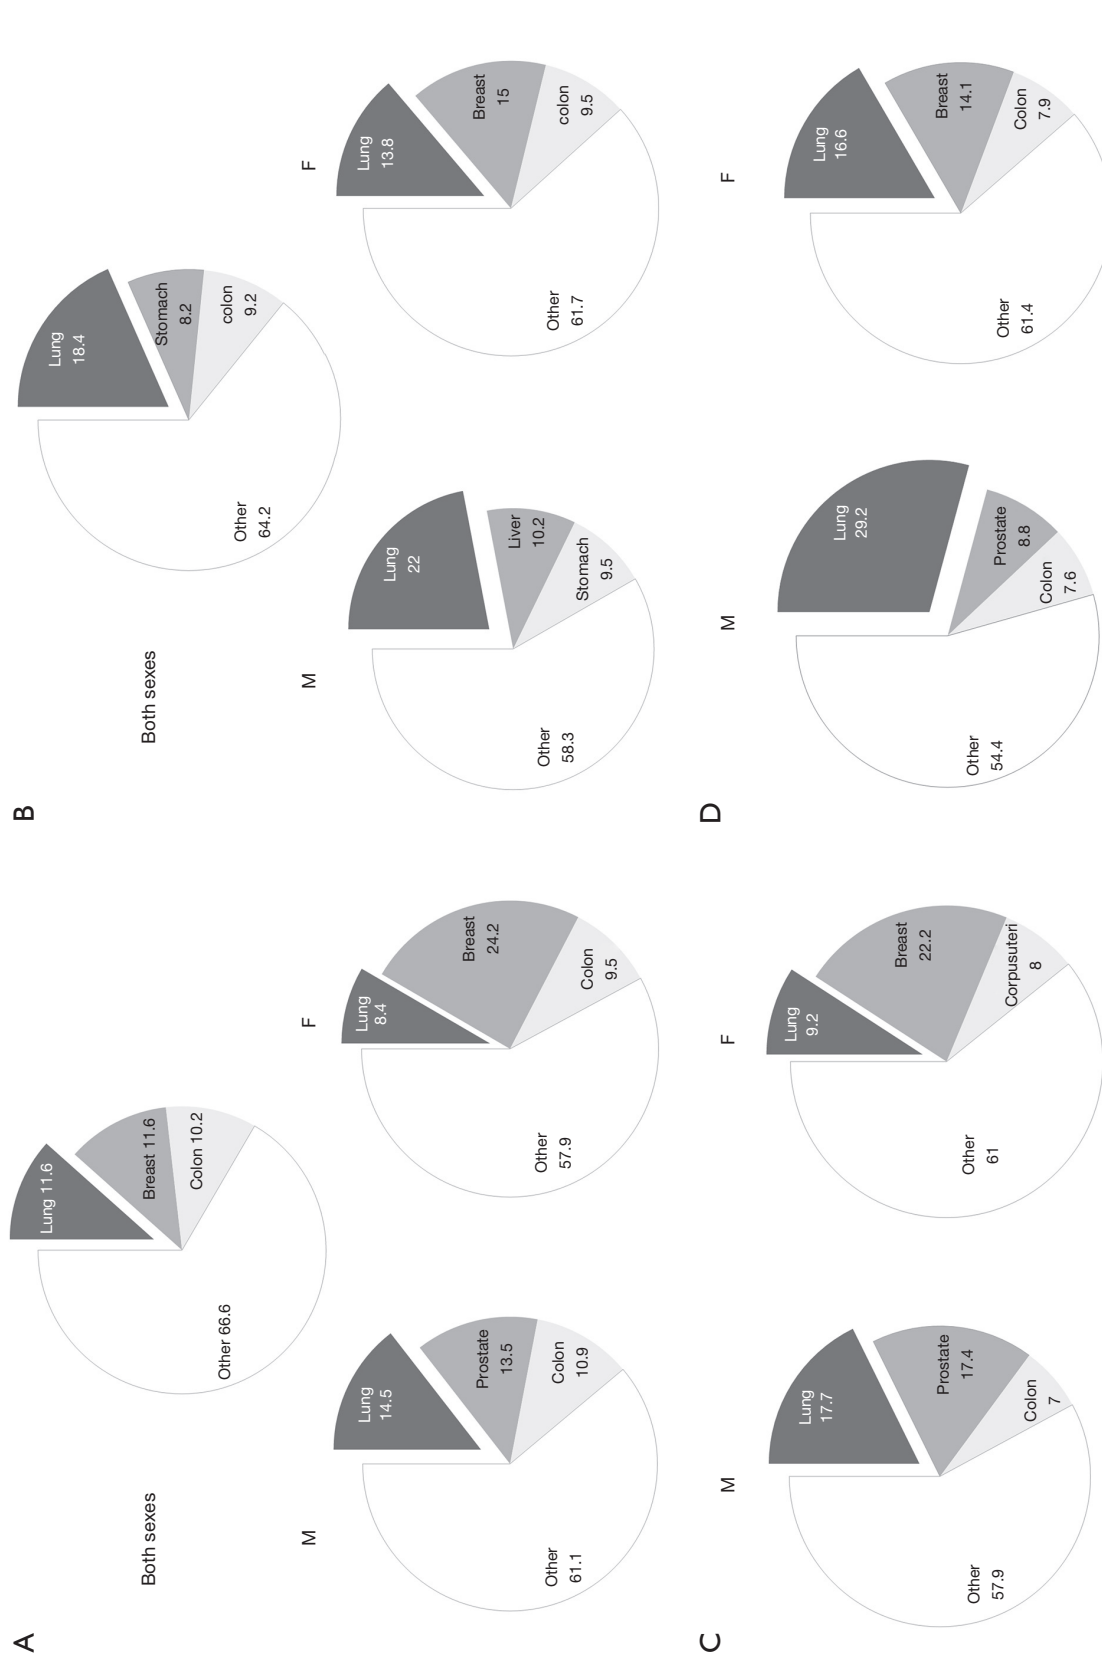 A
Both sexes
Lung 11.6
Breast 11.6
Colon 10.2
Other 66.6
M
Lung
14.5
Prostate
13.5
Colon
10.9
Other
61.1
F
Lung
8.4
Breast
24.2
Colon
9.5
Other
57.9
B
Both sexes
Lung
18.4
Stomach
8.2
colon
9.2
Other
64.2
M
Lung
22
Liver
10.2
Stomach
9.5
Other
58.3
F
Lung
13.8
Breast
15
colon
9.5
Other
61.7
C
M
Lung
17.7
Prostate
17.4
Colon
7
Other
57.9
F
Lung
9.2
Breast
22.2
Corpusuteri
8
Other
61
D
M
Lung
29.2
Prostate
8.8
Colon
7.6
Other
54.4
F
Lung
16.6
Breast
14.1
Colon
7.9
Other
61.4